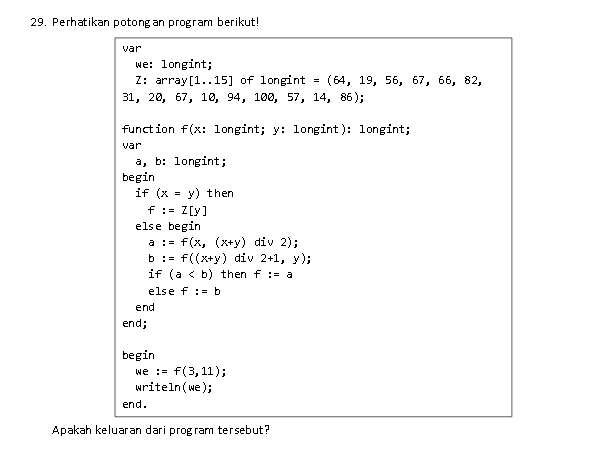 29. Perhatikan potongan program berikut!
var
we: longint;
Z: array[1..15] of longint = (64, 19, 56, 67, 66, 82,
31, 20, 67, 10, 94, 100, 57, 14, 86);
function f(x: longint; y: longint): longint;
var
a, b: longint;
begin
if (x = y) then
f := Z[y]
else begin
a := f(x, (x+y) div 2);
b := f((x+y) div 2+1, y);
if (a < b) then f := a
else f := b
end
end;
begin
we := f(3,11);
writeln(we);
end.
Apakah keluaran dari program tersebut?